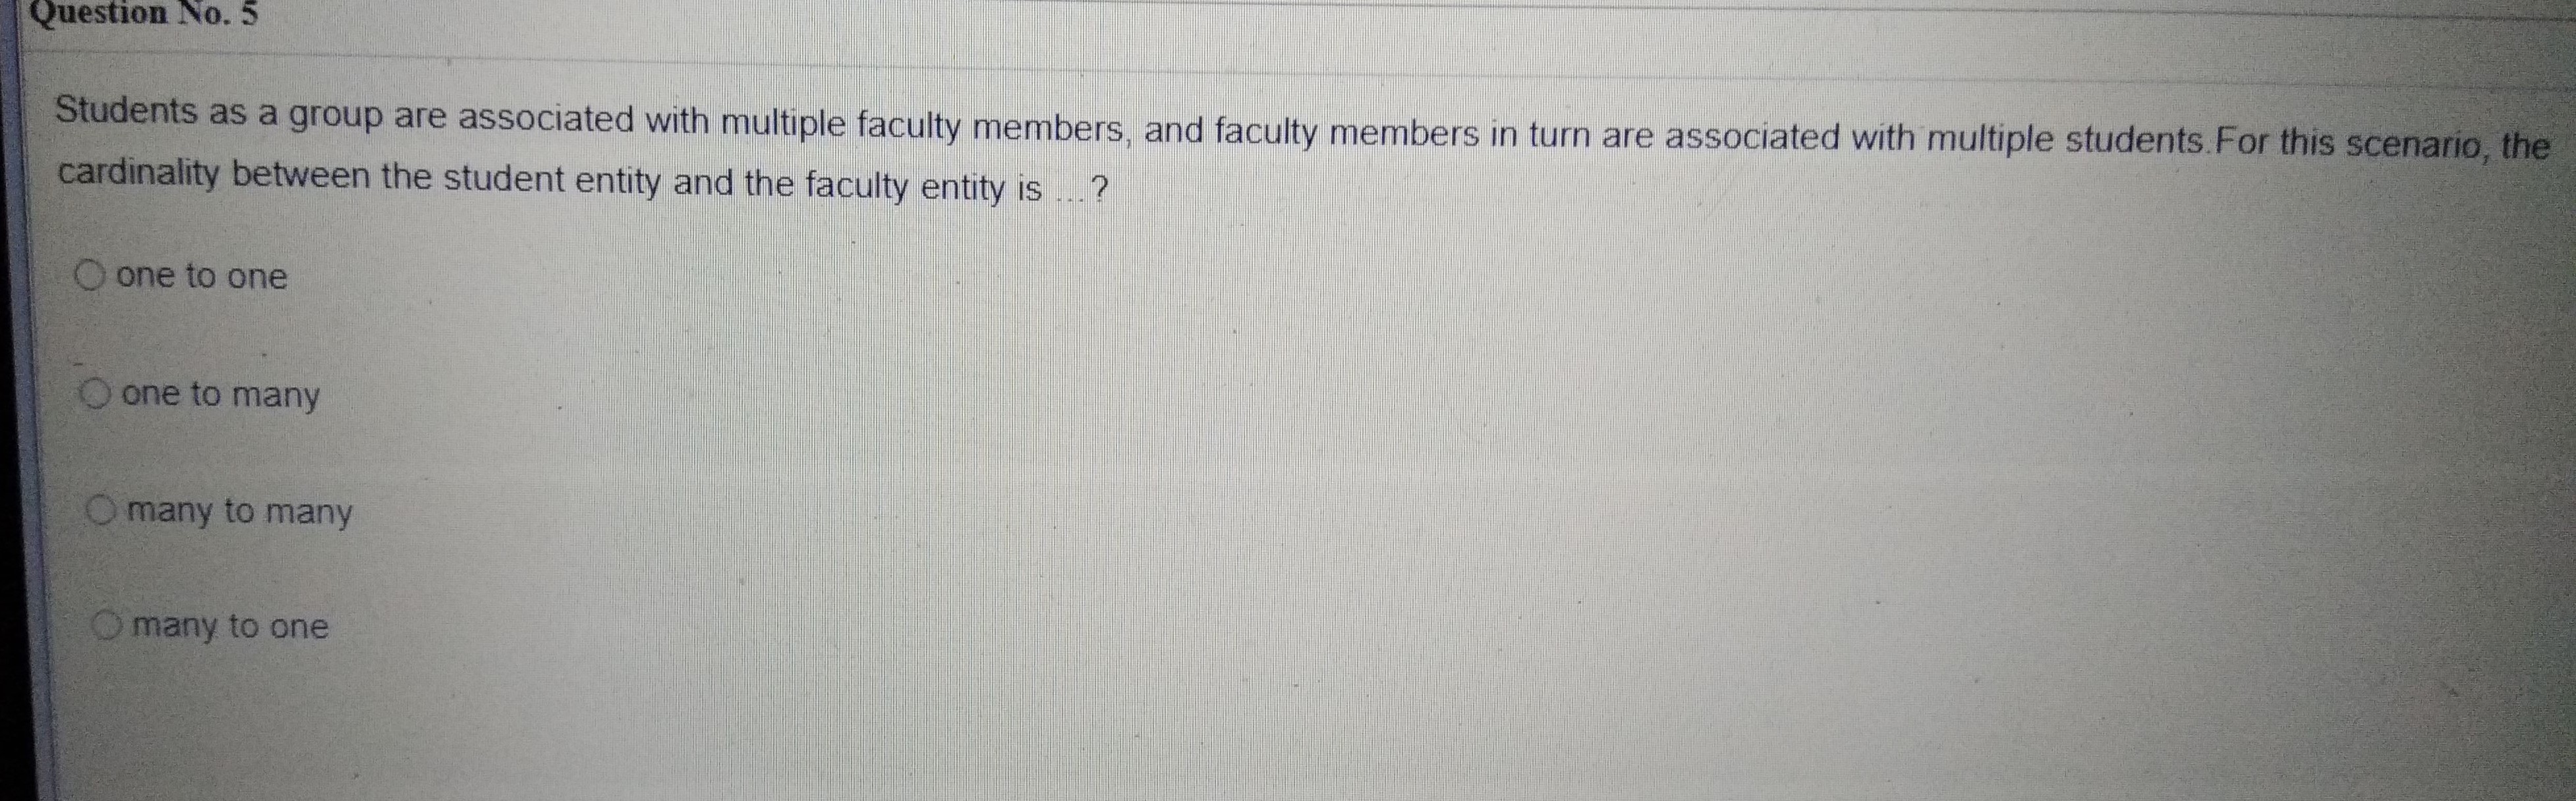 Question No. 5
Students as a group are associated with multiple faculty members, and faculty members in turn are associated with multiple students.For this scenario, the
cardinality between the student entity and the faculty entity is ...?
one to one
one to many
many to many
many to one